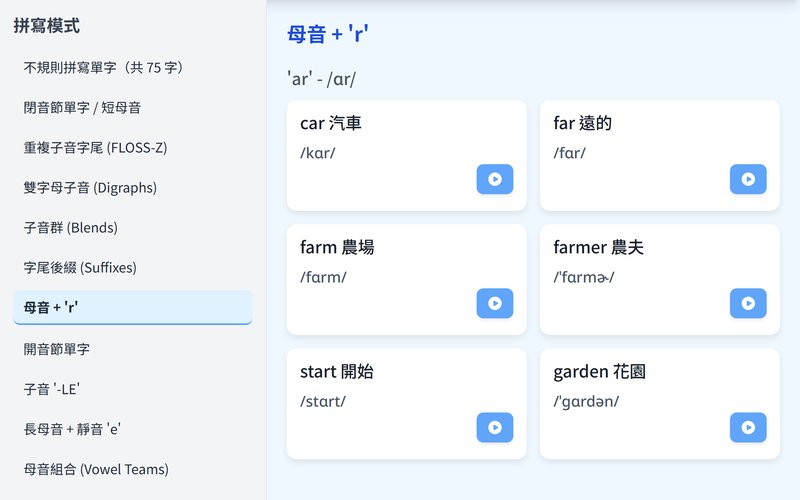 拼寫模式
不規則拼寫單字（共 75 字）
閉音節單字 / 短母音
重複子音字尾 (FLOSS-Z)
雙字母子音 (Digraphs)
子音群 (Blends)
字尾後綴 (Suffixes)
母音 + 'r'
開音節單字
子音 '-LE'
長母音 + 靜音 'e'
母音組合 (Vowel Teams)
母音 + 'r'
'ar' - /ɑr/
car 汽車
/kɑr/
far 遠的
/fɑr/
farm 農場
/fɑrm/
farmer 農夫
/ˈfɑrmɚ/
start 開始
/stɑrt/
garden 花園
/ˈɡɑrdən/